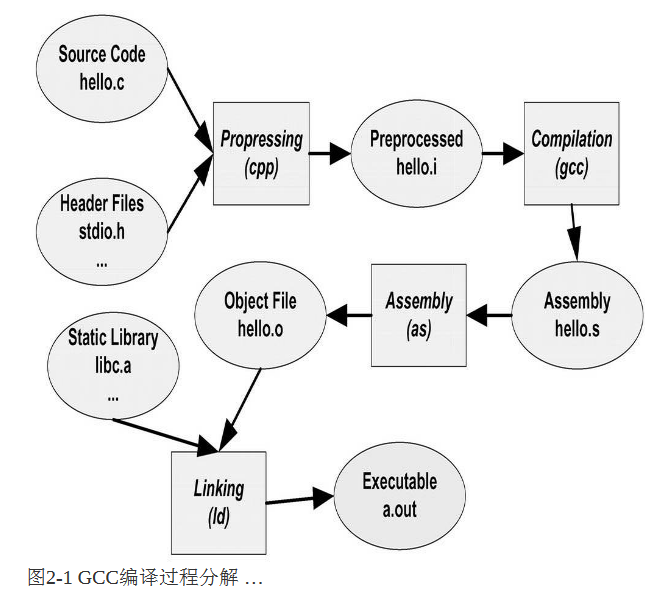 Source Code
hello.c
Header Files
stdio.h
...
Propressing
(cpp)
Preprocessed
hello.i
Compilation
(gcc)
Assembly
hello.s
Assembly
(as)
Object File
hello.o
Static Library
libc.a
...
Linking
(ld)
Executable
a.out
图2-1 GCC编译过程分解 ...